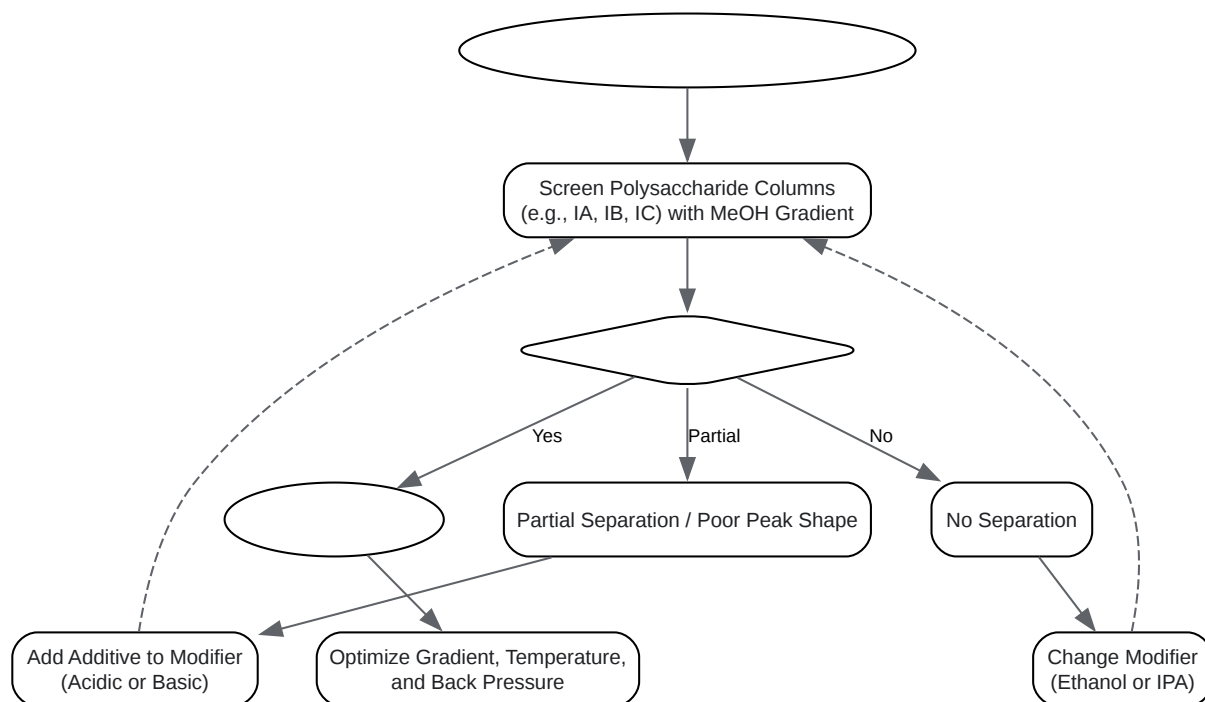 Screen Polysaccharide Columns
(e.g., IA, IB, IC) with MeOH Gradient
Yes
Partial
No
Partial Separation / Poor Peak Shape
No Separation
Add Additive to Modifier
(Acidic or Basic)
Optimize Gradient, Temperature,
and Back Pressure
Change Modifier
(Ethanol or IPA)